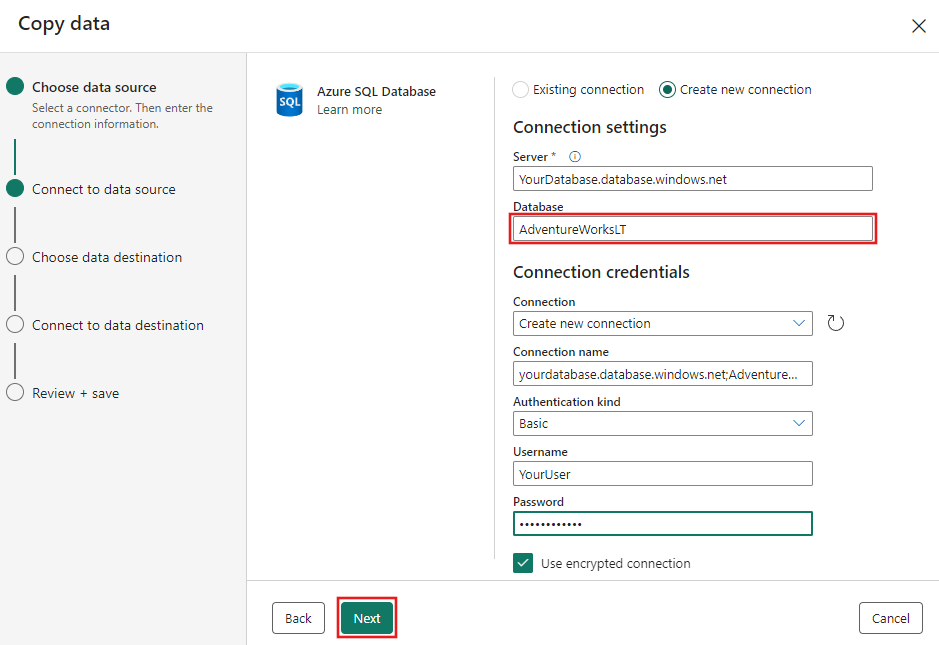 Copy data
Choose data source
Select a connector. Then enter the
connection information.
Connect to data source
Choose data destination
Connect to data destination
Review + save
SQL
Azure SQL Database
Learn more
Existing connection
Create new connection
Connection settings
Server *
YourDatabase.database.windows.net
Database
AdventureWorksLT
Connection credentials
Connection
Create new connection
Connection name
yourdatabase.database.windows.net;Adventure...
Authentication kind
Basic
Username
YourUser
Password
••••••••••••
Use encrypted connection
Back
Next
Cancel